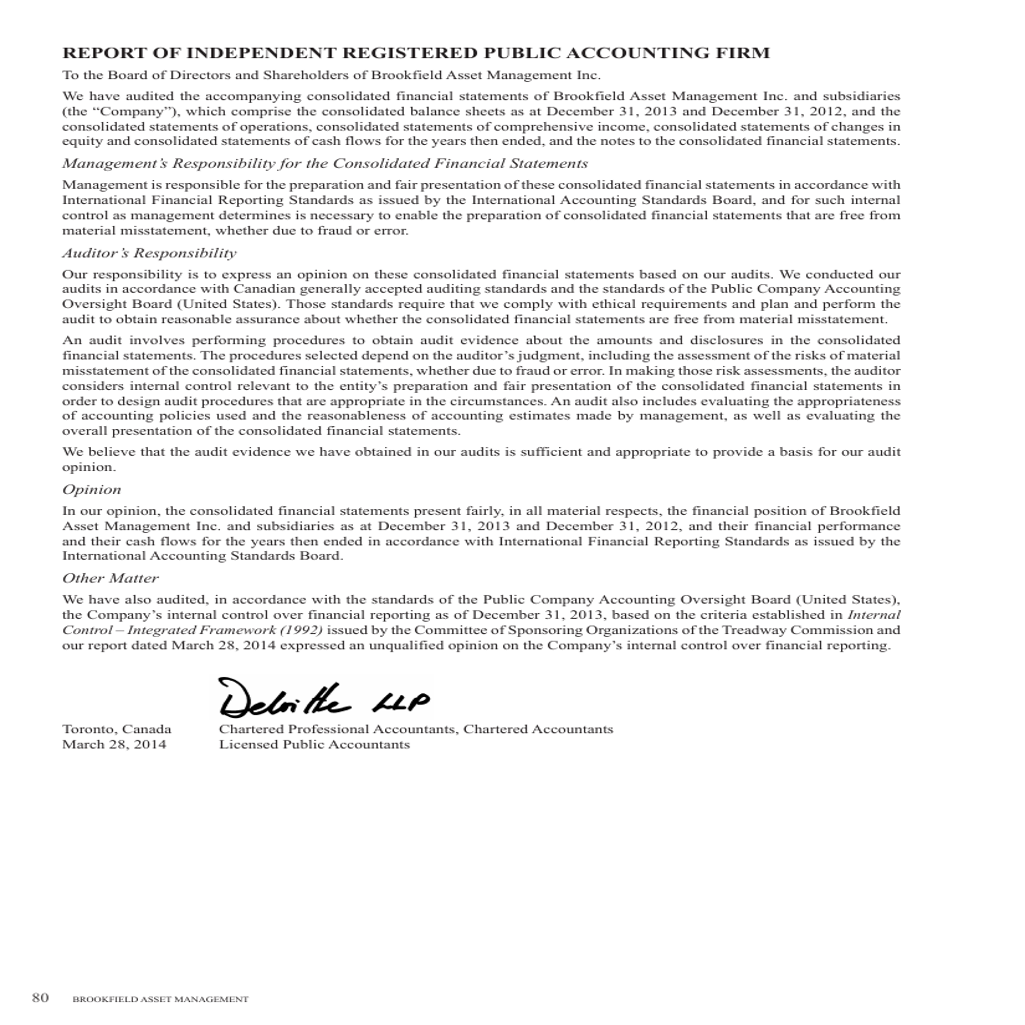 REPORT OF INDEPENDENT REGISTERED PUBLIC ACCOUNTING FIRM
To the Board of Directors and Shareholders of Brookfield Asset Management Inc.
We have audited the accompanying consolidated financial statements of Brookfield Asset Management Inc. and subsidiaries
(the “Company”), which comprise the consolidated balance sheets as at December 31, 2013 and December 31, 2012, and the
consolidated statements of operations, consolidated statements of comprehensive income, consolidated statements of changes in
equity and consolidated statements of cash flows for the years then ended, and the notes to the consolidated financial statements.
Management’s Responsibility for the Consolidated Financial Statements
Management is responsible for the preparation and fair presentation of these consolidated financial statements in accordance with
International Financial Reporting Standards as issued by the International Accounting Standards Board, and for such internal
control as management determines is necessary to enable the preparation of consolidated financial statements that are free from
material misstatement, whether due to fraud or error.
Auditor’s Responsibility
Our responsibility is to express an opinion on these consolidated financial statements based on our audits. We conducted our
audits in accordance with Canadian generally accepted auditing standards and the standards of the Public Company Accounting
Oversight Board (United States). Those standards require that we comply with ethical requirements and plan and perform the
audit to obtain reasonable assurance about whether the consolidated financial statements are free from material misstatement.
An audit involves performing procedures to obtain audit evidence about the amounts and disclosures in the consolidated
financial statements. The procedures selected depend on the auditor’s judgment, including the assessment of the risks of material
misstatement of the consolidated financial statements, whether due to fraud or error. In making those risk assessments, the auditor
considers internal control relevant to the entity’s preparation and fair presentation of the consolidated financial statements in
order to design audit procedures that are appropriate in the circumstances. An audit also includes evaluating the appropriateness
of accounting policies used and the reasonableness of accounting estimates made by management, as well as evaluating the
overall presentation of the consolidated financial statements.
We believe that the audit evidence we have obtained in our audits is sufficient and appropriate to provide a basis for our audit
opinion.
Opinion
In our opinion, the consolidated financial statements present fairly, in all material respects, the financial position of Brookfield
Asset Management Inc. and subsidiaries as at December 31, 2013 and December 31, 2012, and their financial performance
and their cash flows for the years then ended in accordance with International Financial Reporting Standards as issued by the
International Accounting Standards Board.
Other Matter
We have also audited, in accordance with the standards of the Public Company Accounting Oversight Board (United States),
the Company’s internal control over financial reporting as of December 31, 2013, based on the criteria established in Internal
Control – Integrated Framework (1992) issued by the Committee of Sponsoring Organizations of the Treadway Commission and
our report dated March 28, 2014 expressed an unqualified opinion on the Company’s internal control over financial reporting.
Deloitte LLP
Toronto, Canada Chartered Professional Accountants, Chartered Accountants
March 28, 2014 Licensed Public Accountants
80 BROOKFIELD ASSET MANAGEMENT